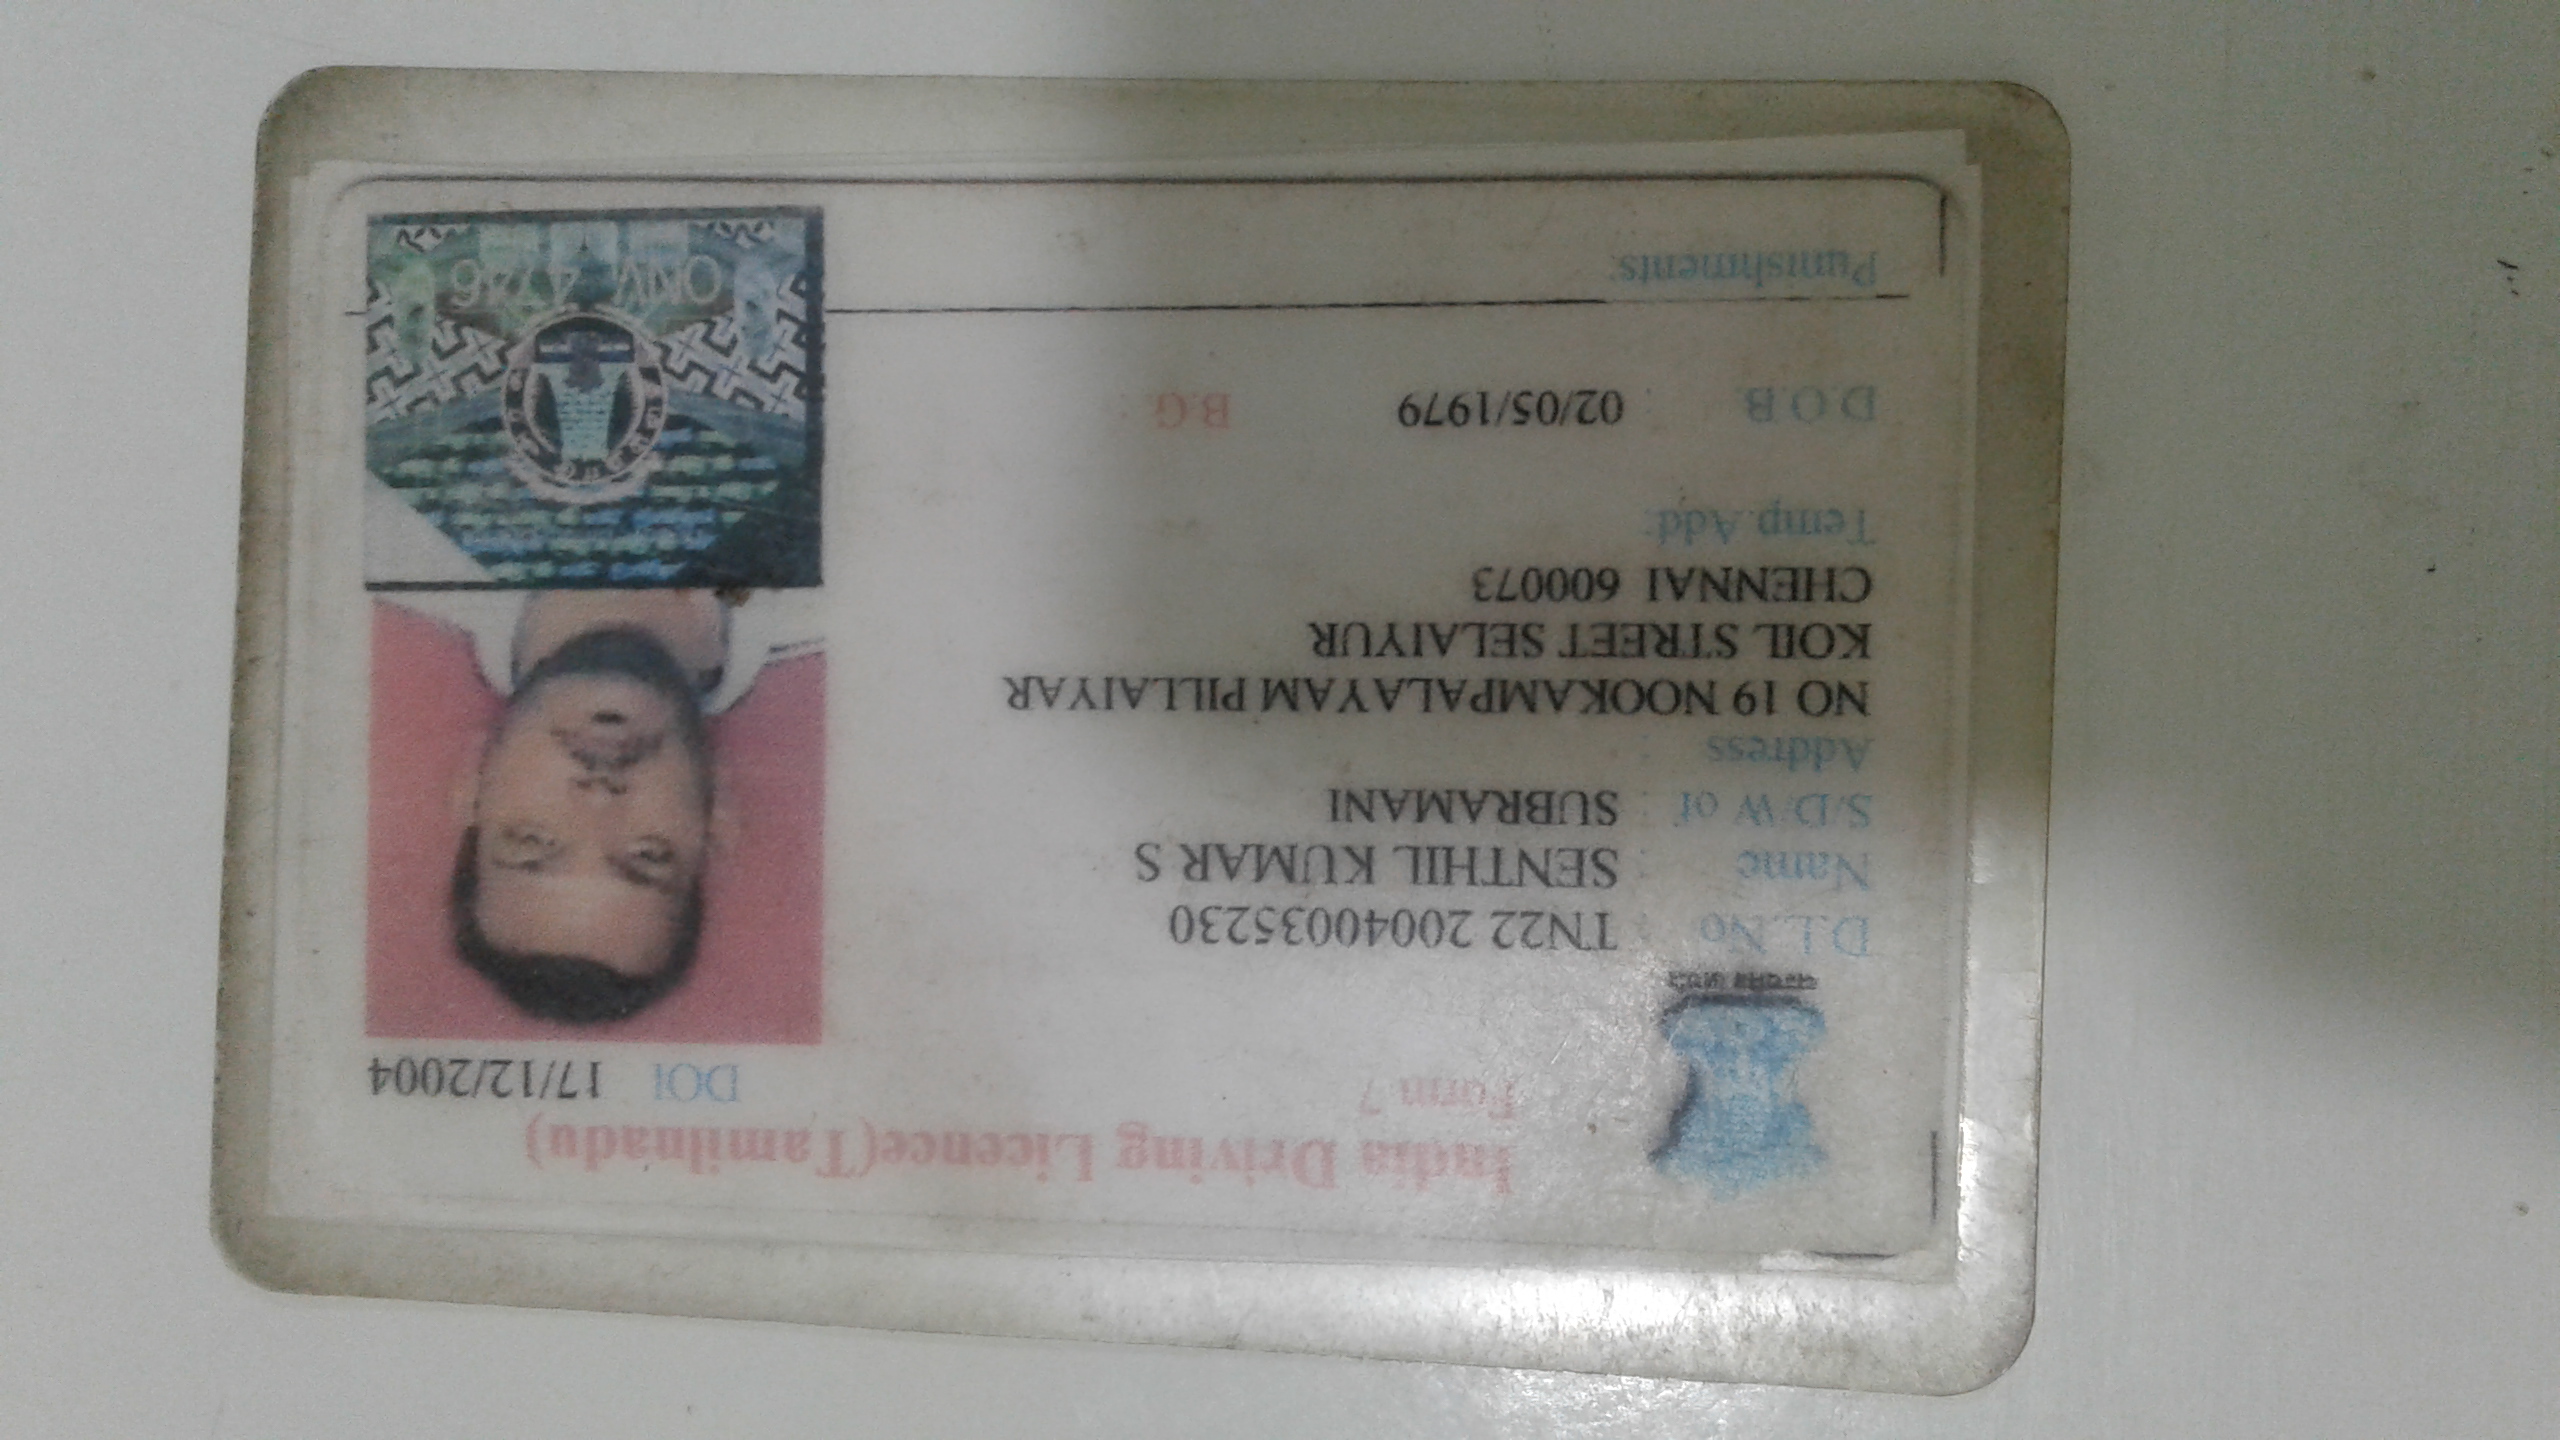 India Driving Licence(Tamilnadu)
Form 7
DOI 17/12/2004
D.L.No : TN22 20040035230
Name : SENTHIL KUMAR S
S/D/W of : SUBRAMANI
Address :
NO 19 NOOKAMPALAYAM PILLAIYAR
KOIL STREET SELAIYUR
CHENNAI 600073
Temp.Add:
D.O.B. : 02/05/1979 B.G. :
Punishments: